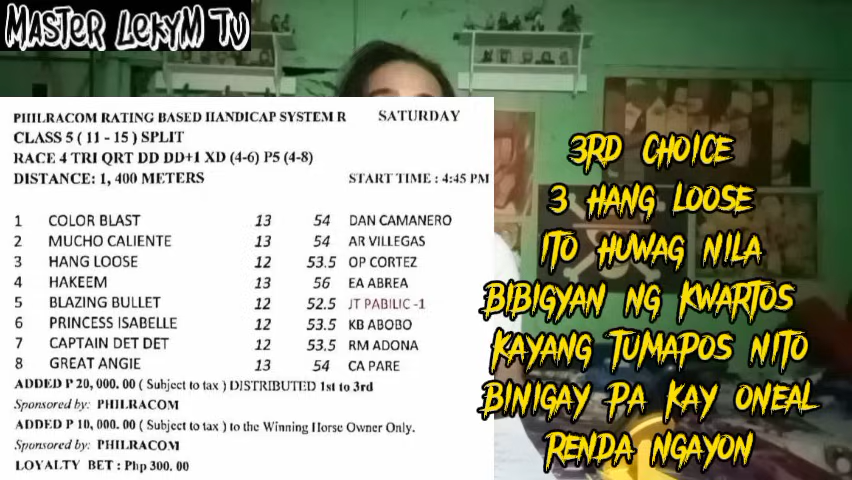 MASTER LEKYM TV
PHILRACOM RATING BASED HANDICAP SYSTEM R SATURDAY
CLASS 5 ( 11 - 15 ) SPLIT
RACE 4 TRI QRT DD DD+1 XD (4-6) P5 (4-8)
DISTANCE: 1, 400 METERS START TIME : 4:45 PM
1 COLOR BLAST 13 54 DAN CAMANERO
2 MUCHO CALIENTE 13 54 AR VILLEGAS
3 HANG LOOSE 12 53.5 OP CORTEZ
4 HAKEEM 13 56 EA ABREA
5 BLAZING BULLET 12 52.5 JT PABILIC -1
6 PRINCESS ISABELLE 12 53.5 KB ABOBO
7 CAPTAIN DET DET 12 53.5 RM ADONA
8 GREAT ANGIE 13 54 CA PARE
ADDED P 20, 000. 00 ( Subject to tax ) DISTRIBUTED 1st to 3rd
Sponsored by: PHILRACOM
ADDED P 10, 000. 00 ( Subject to tax ) to the Winning Horse Owner Only.
Sponsored by: PHILRACOM
LOYALTY BET : Php 300. 00
3RD CHOICE
3 HANG LOOSE
ITO HUWAG NILA
BIBIGYAN NG KWARTOS
KAYANG TUMAPOS NITO
BINIGAY PA KAY ONEAL
RENDA NGAYON